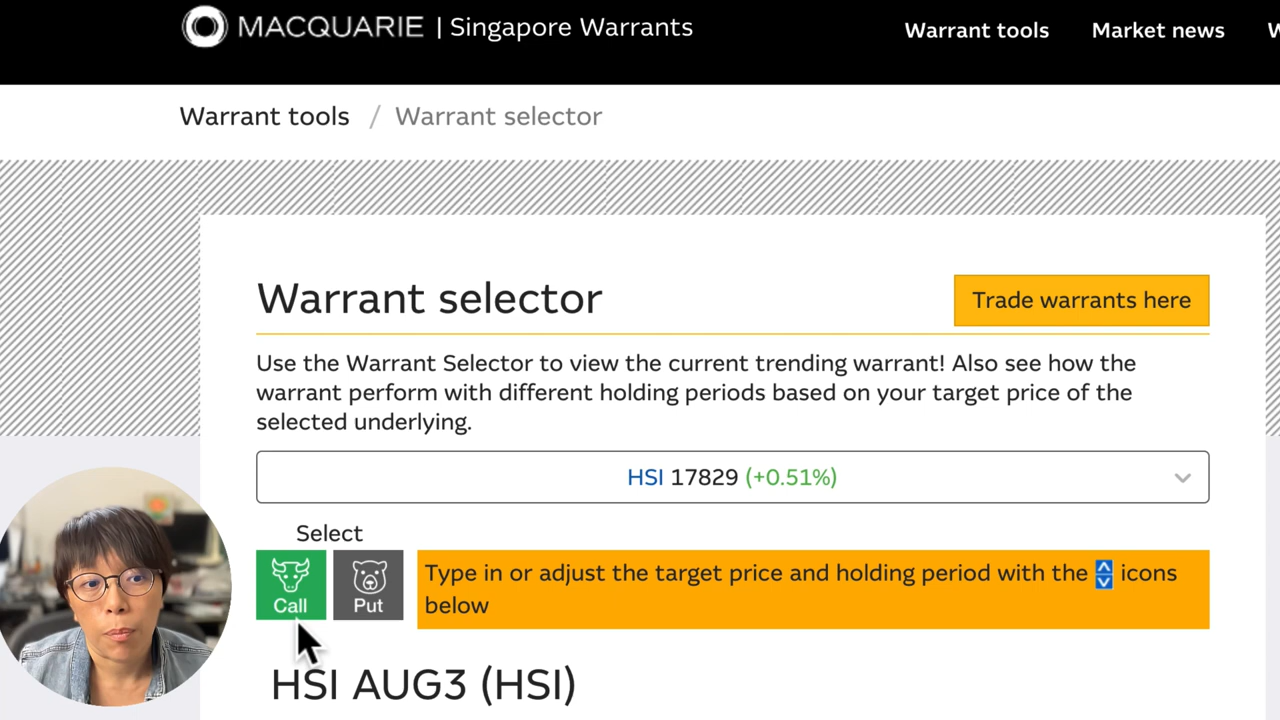 MACQUARIE | Singapore Warrants
Warrant tools
Market news
Warrant tools / Warrant selector
Warrant selector
Trade warrants here
Use the Warrant Selector to view the current trending warrant! Also see how the
warrant perform with different holding periods based on your target price of the
selected underlying.
HSI 17829 (+0.51%)
Select
Call
Put
Type in or adjust the target price and holding period with the icons
below
HSI AUG3 (HSI)